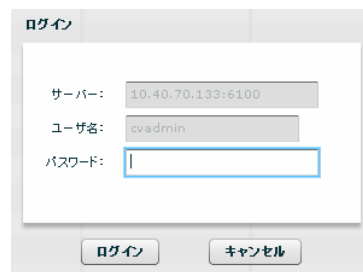 ログイン
サーバー: 10.40.70.133:6100
ユーザ名: cvadmin
パスワード:
ログイン キャンセル